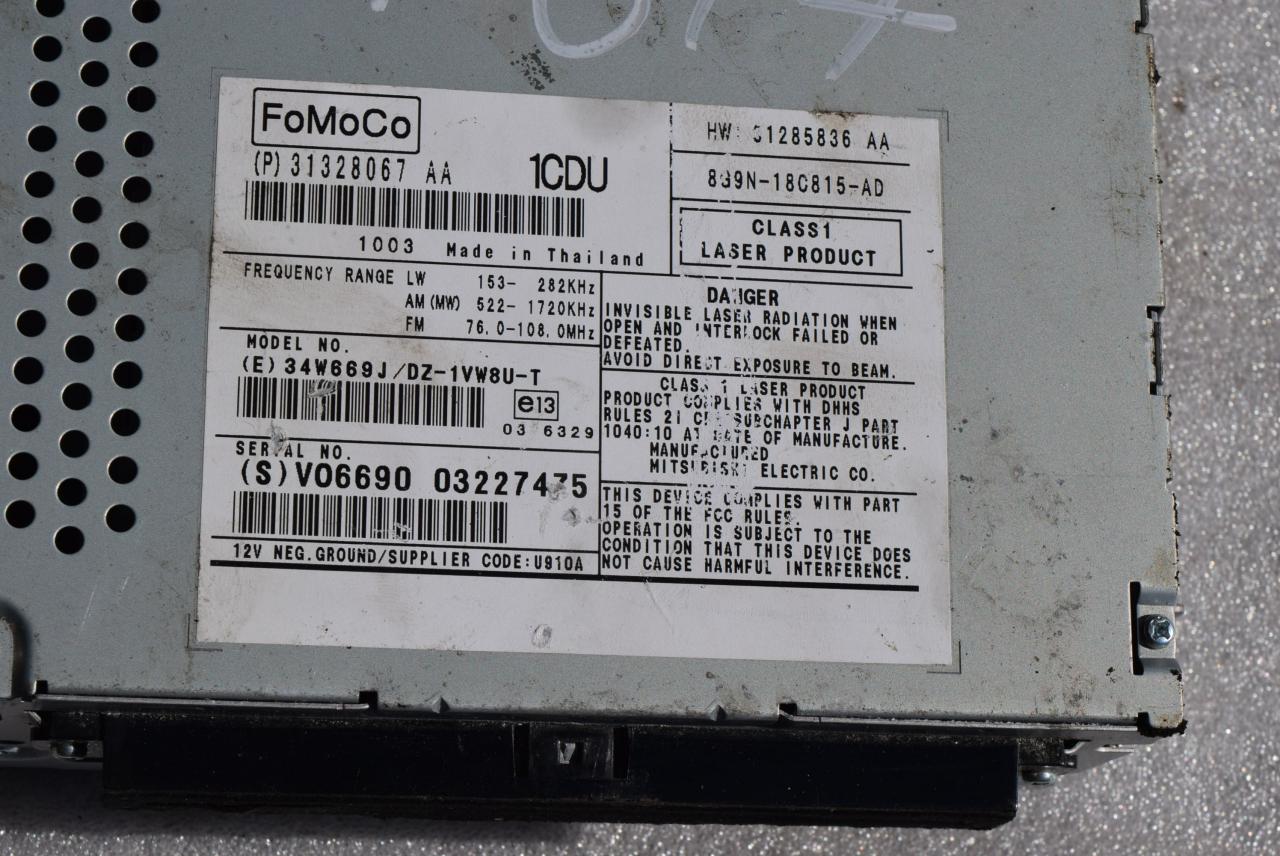 FoMoCo
(P) 31328067 AA 1CDU
1003 Made in Thailand
HW: 31285836 AA
8G9N-18C815-AD
CLASS1
LASER PRODUCT
FREQUENCY RANGE LW 153- 282KHz
AM (MW) 522- 1720KHz
FM 76.0-108.0MHz
MODEL NO.
(E) 34W669J/DZ-1VW8U-T
e13
03 6329
SERIAL NO.
(S) V06690 03227475
12V NEG.GROUND/SUPPLIER CODE:U910A
DANGER
INVISIBLE LASER RADIATION WHEN
OPEN AND INTERLOCK FAILED OR
DEFEATED.
AVOID DIRECT EXPOSURE TO BEAM.
CLASS 1 LASER PRODUCT
PRODUCT COMPLIES WITH DHHS
RULES 21 CFR SUBCHAPTER J PART
1040:10 AT DATE OF MANUFACTURE.
MANUFACTURED
MITSUBISHI ELECTRIC CO.
THIS DEVICE COMPLIES WITH PART
15 OF THE FCC RULES.
OPERATION IS SUBJECT TO THE
CONDITION THAT THIS DEVICE DOES
NOT CAUSE HARMFUL INTERFERENCE.